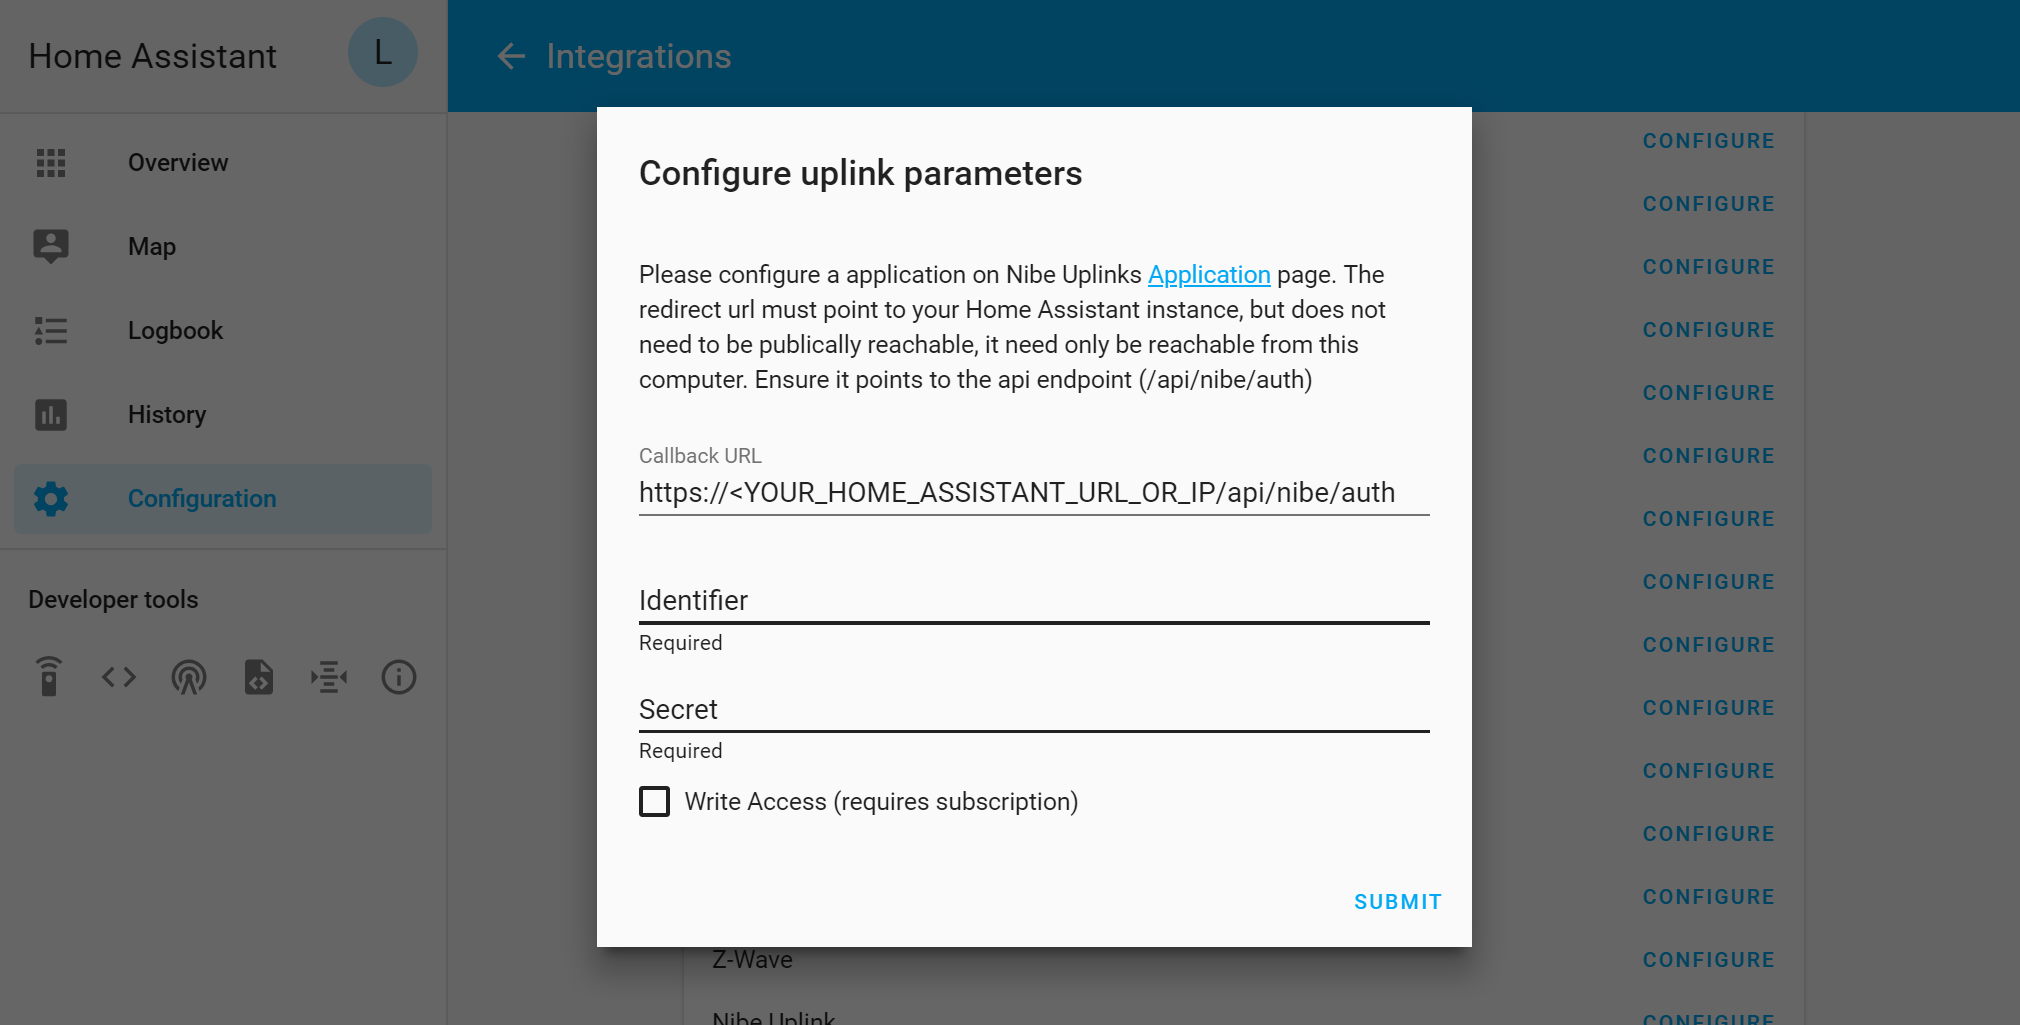 Home Assistant
L
Integrations
Overview
Map
Logbook
History
Configuration
Developer tools
Configure uplink parameters
Please configure a application on Nibe Uplinks Application page. The
redirect url must point to your Home Assistant instance, but does not
need to be publically reachable, it need only be reachable from this
computer. Ensure it points to the api endpoint (/api/nibe/auth)
Callback URL
https://<YOUR_HOME_ASSISTANT_URL_OR_IP/api/nibe/auth
Identifier
Required
Secret
Required
Write Access (requires subscription)
SUBMIT
CONFIGURE
CONFIGURE
CONFIGURE
CONFIGURE
CONFIGURE
CONFIGURE
CONFIGURE
CONFIGURE
CONFIGURE
CONFIGURE
CONFIGURE
CONFIGURE
CONFIGURE
Z-Wave
CONFIGURE
Nibe Uplink
CONFIGURE